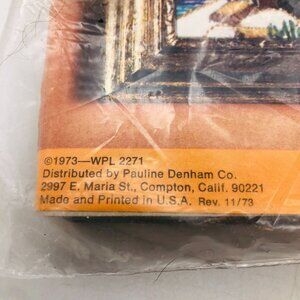 ©1973—WPL 2271
Distributed by Pauline Denham Co.
2997 E. Maria St., Compton, Calif. 90221
Made and Printed in U.S.A. Rev. 11/73